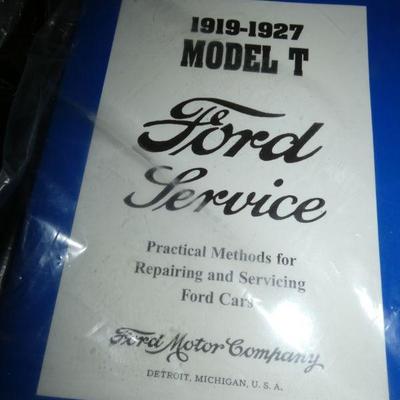 1919-1927
MODEL T
Ford
Service
Practical Methods for
Repairing and Servicing
Ford Cars
Ford Motor Company
DETROIT, MICHIGAN, U. S. A.